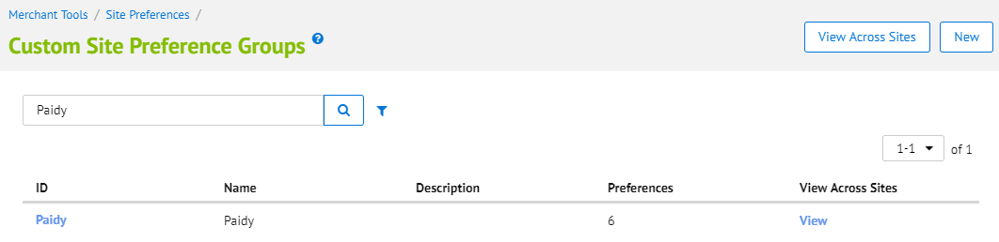 Merchant Tools / Site Preferences /
Custom Site Preference Groups ?
View Across Sites New
Paidy
1-1 of 1
ID Name Description Preferences View Across Sites
Paidy Paidy 6 View